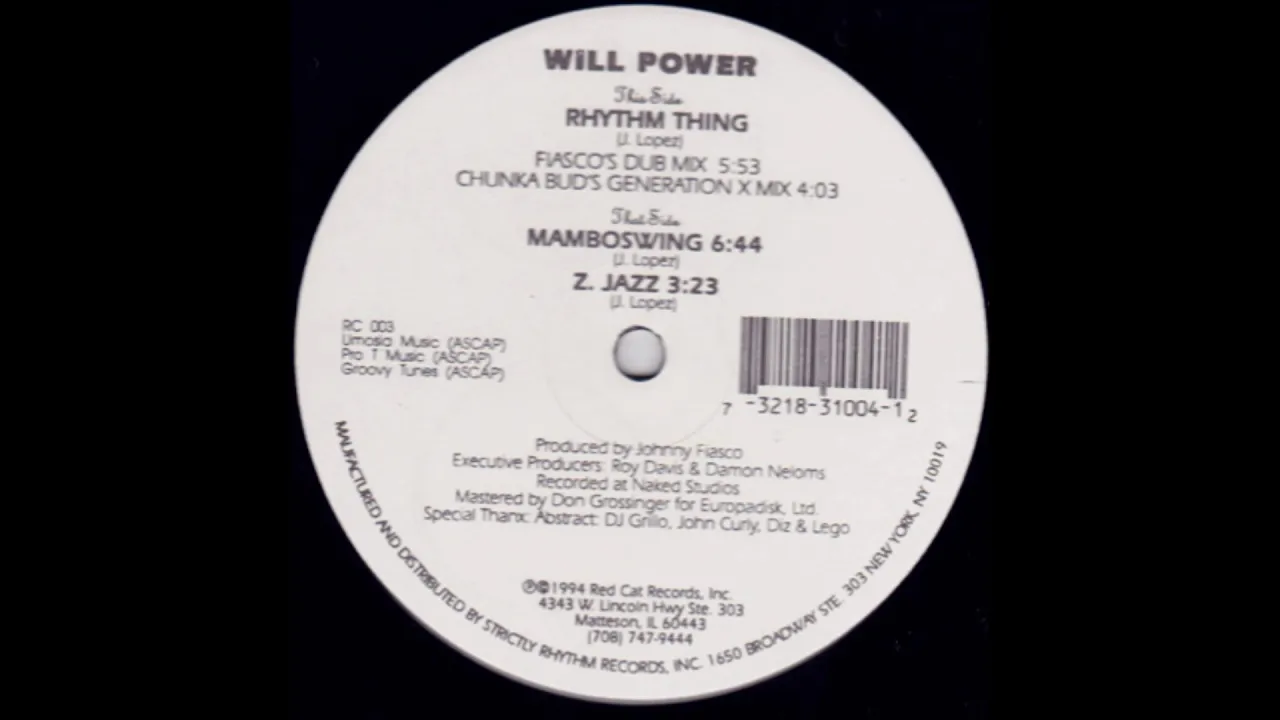 WiLL POWER
This Side
RHYTHM THING
(J. Lopez)
FIASCO'S DUB MIX 5:53
CHUNKA BUD'S GENERATION X MIX 4:03
That Side
MAMBOSWING 6:44
(J. Lopez)
Z. JAZZ 3:23
(J. Lopez)
RC 003
Limosia Music (ASCAP)
Pro T Music (ASCAP)
Groovy Tunes (ASCAP)
7 -3218-31004-1 2
Produced by Johnny Fiasco
Executive Producers: Roy Davis & Damon Neloms
Recorded at Naked Studios
Mastered by Don Grossinger for Europadisk, Ltd.
Special Thanx: Abstract: DJ Grillo, John Curly, Diz & Lego
℗©1994 Red Cat Records, Inc.
4343 W. Lincoln Hwy Ste. 303
Matteson, IL 60443
(708) 747-9444
MAUFACTURED AND DISTRIBUTED BY STRICTLY RHYTHM RECORDS, INC. 1650 BROADWAY STE. 303 NEW YORK, NY 10019